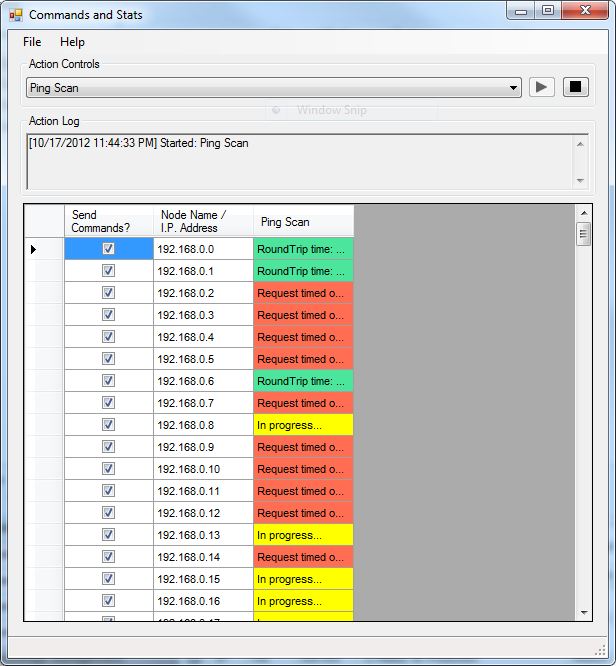 Commands and Stats
File Help
Action Controls
Ping Scan
Window Snip
Action Log
[10/17/2012 11:44:33 PM] Started: Ping Scan
Send Commands? Node Name / I.P. Address Ping Scan
192.168.0.0 RoundTrip time: ...
192.168.0.1 RoundTrip time: ...
192.168.0.2 Request timed o...
192.168.0.3 Request timed o...
192.168.0.4 Request timed o...
192.168.0.5 Request timed o...
192.168.0.6 RoundTrip time: ...
192.168.0.7 Request timed o...
192.168.0.8 In progress...
192.168.0.9 Request timed o...
192.168.0.10 Request timed o...
192.168.0.11 Request timed o...
192.168.0.12 Request timed o...
192.168.0.13 In progress...
192.168.0.14 Request timed o...
192.168.0.15 In progress...
192.168.0.16 In progress...